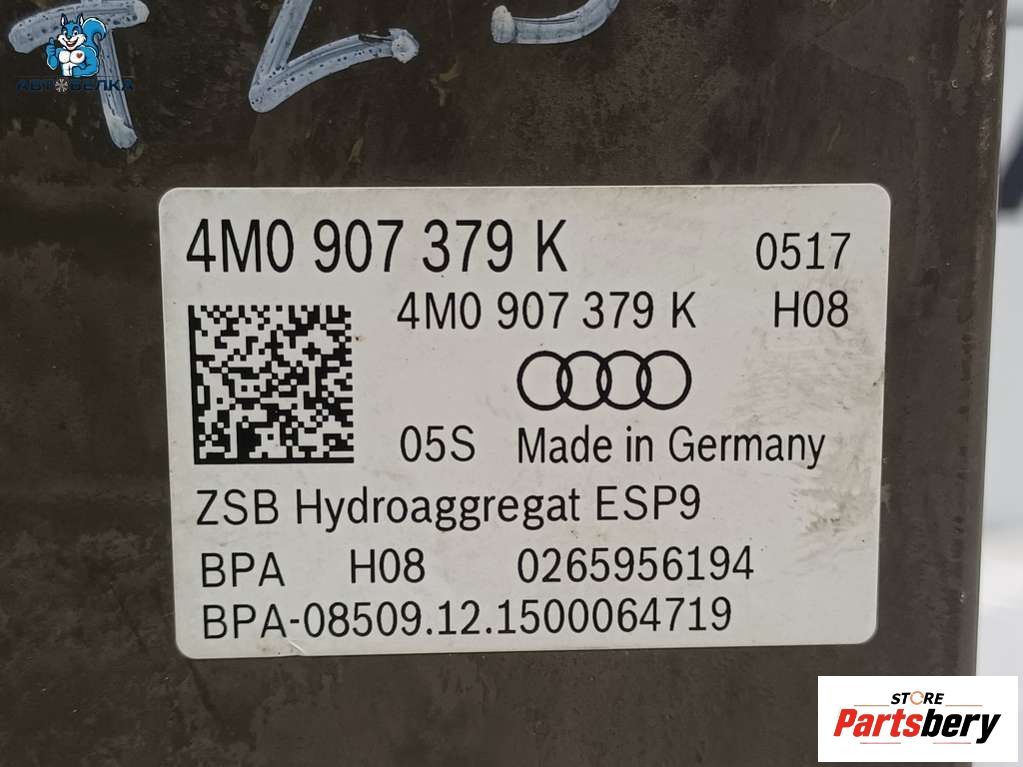 АВТОБЕЛКА
4M0 907 379 K 0517
4M0 907 379 K H08
05S Made in Germany
ZSB Hydroaggregat ESP9
BPA H08 0265956194
BPA-08509.12.1500064719
STORE
Partsbery